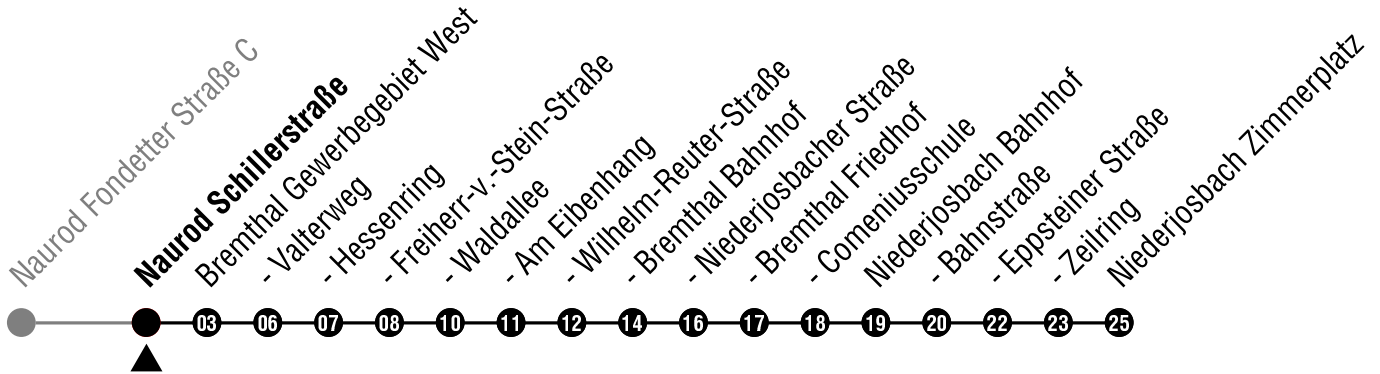 Naurod Fondetter Straße C
Naurod Schillerstraße
Bremthal Gewerbegebiet West
- Valterweg
- Hessenring
- Freiherr-v.-Stein-Straße
- Waldallee
- Am Eibenhang
- Wilhelm-Reuter-Straße
- Bremthal Bahnhof
- Niederjosbacher Straße
- Bremthal Friedhof
- Comeniusschule
Niederjosbach Bahnhof
- Bahnstraße
- Eppsteiner Straße
- Zeilring
Niederjosbach Zimmerplatz
03 06 07 08 10 11 12 14 16 17 18 19 20 22 23 25